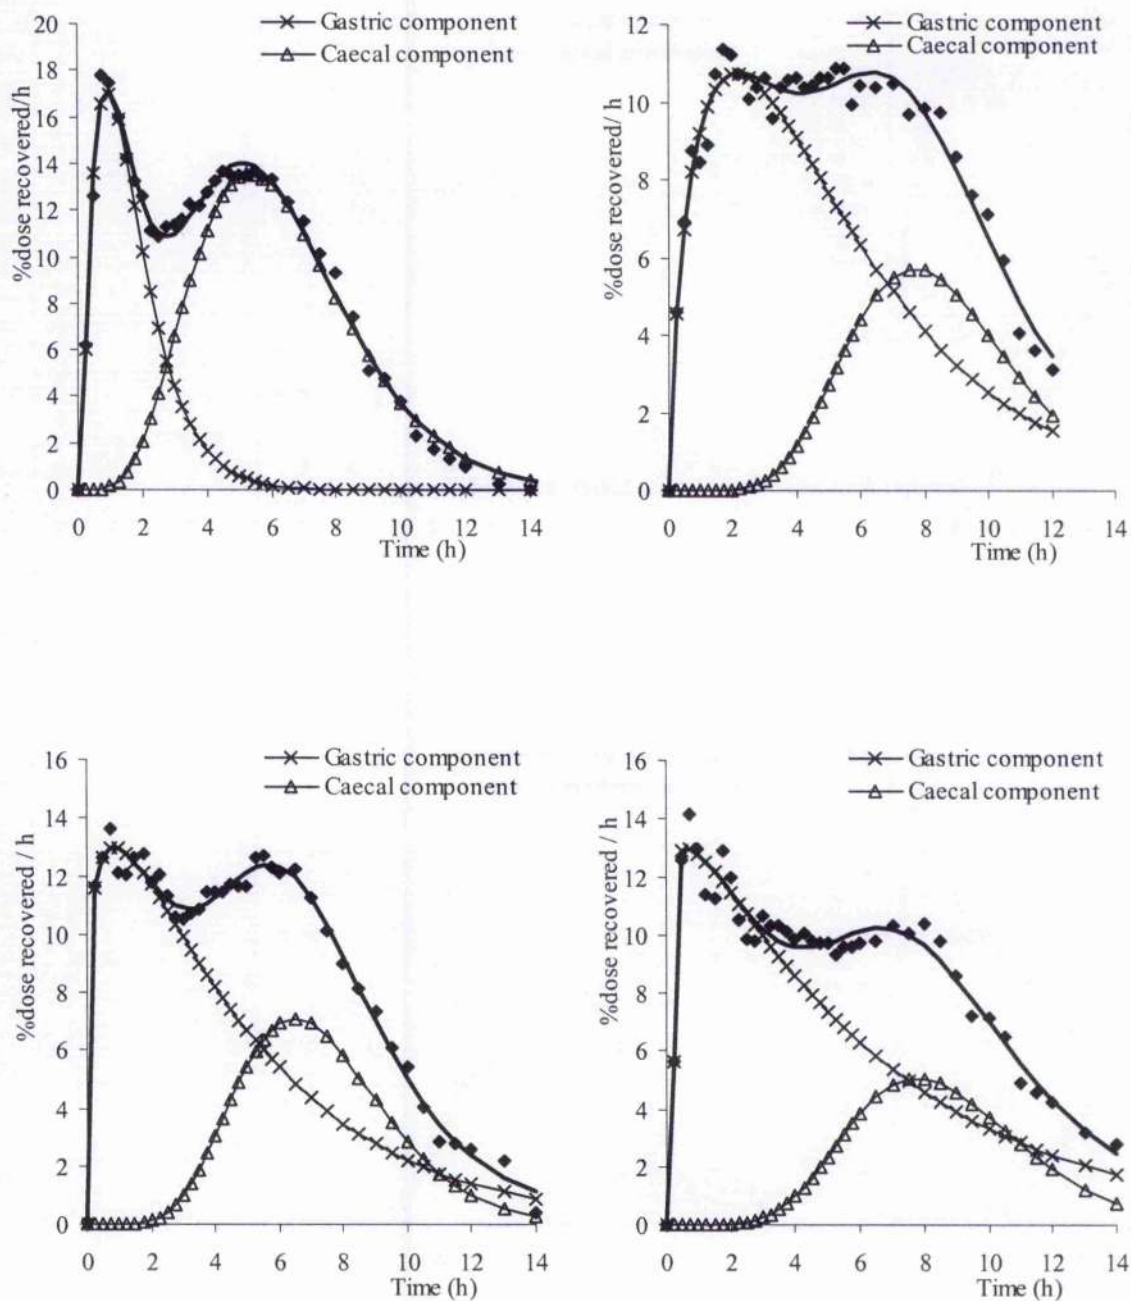 Gastric component
Caecal component
%dose recovered/h
20
18
16
14
12
10
8
6
4
2
0
0 2 4 6 8 10 12 14
Time (h)
Gastric component
Caecal component
%dose recovered/ h
12
10
8
6
4
2
0
0 2 4 6 8 10 12 14
Time (h)
Gastric component
Caecal component
%dose recovered / h
16
14
12
10
8
6
4
2
0
0 2 4 6 8 10 12 14
Time (h)
Gastric component
Caecal component
%dose recovered / h
16
14
12
10
8
6
4
2
0
0 2 4 6 8 10 12 14
Time (h)